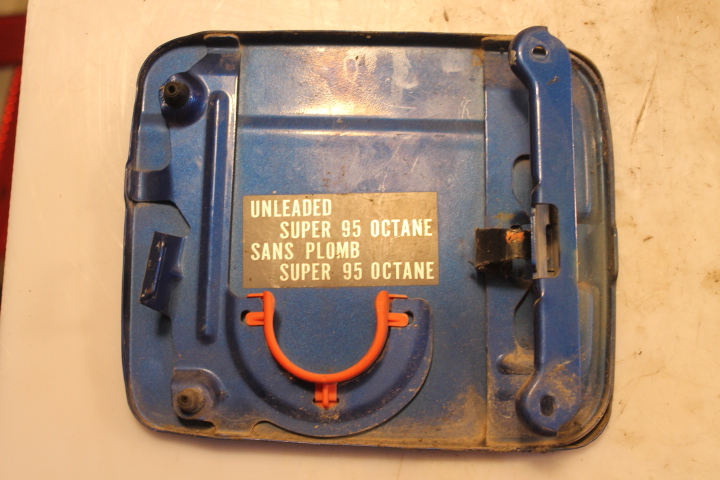 UNLEADED
SUPER 95 OCTANE
SANS PLOMB
SUPER 95 OCTANE